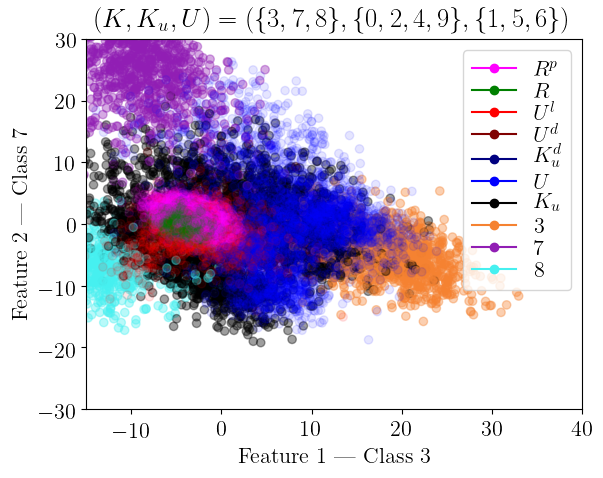 (K, K_u, U) = ({3, 7, 8}, {0, 2, 4, 9}, {1, 5, 6})
30
20
10
0
−10
−20
−30
Feature 2 — Class 7
R^p
R
U^l
U^d
K_u^d
U
K_u
3
7
8
−10
0
10
20
30
40
Feature 1 — Class 3